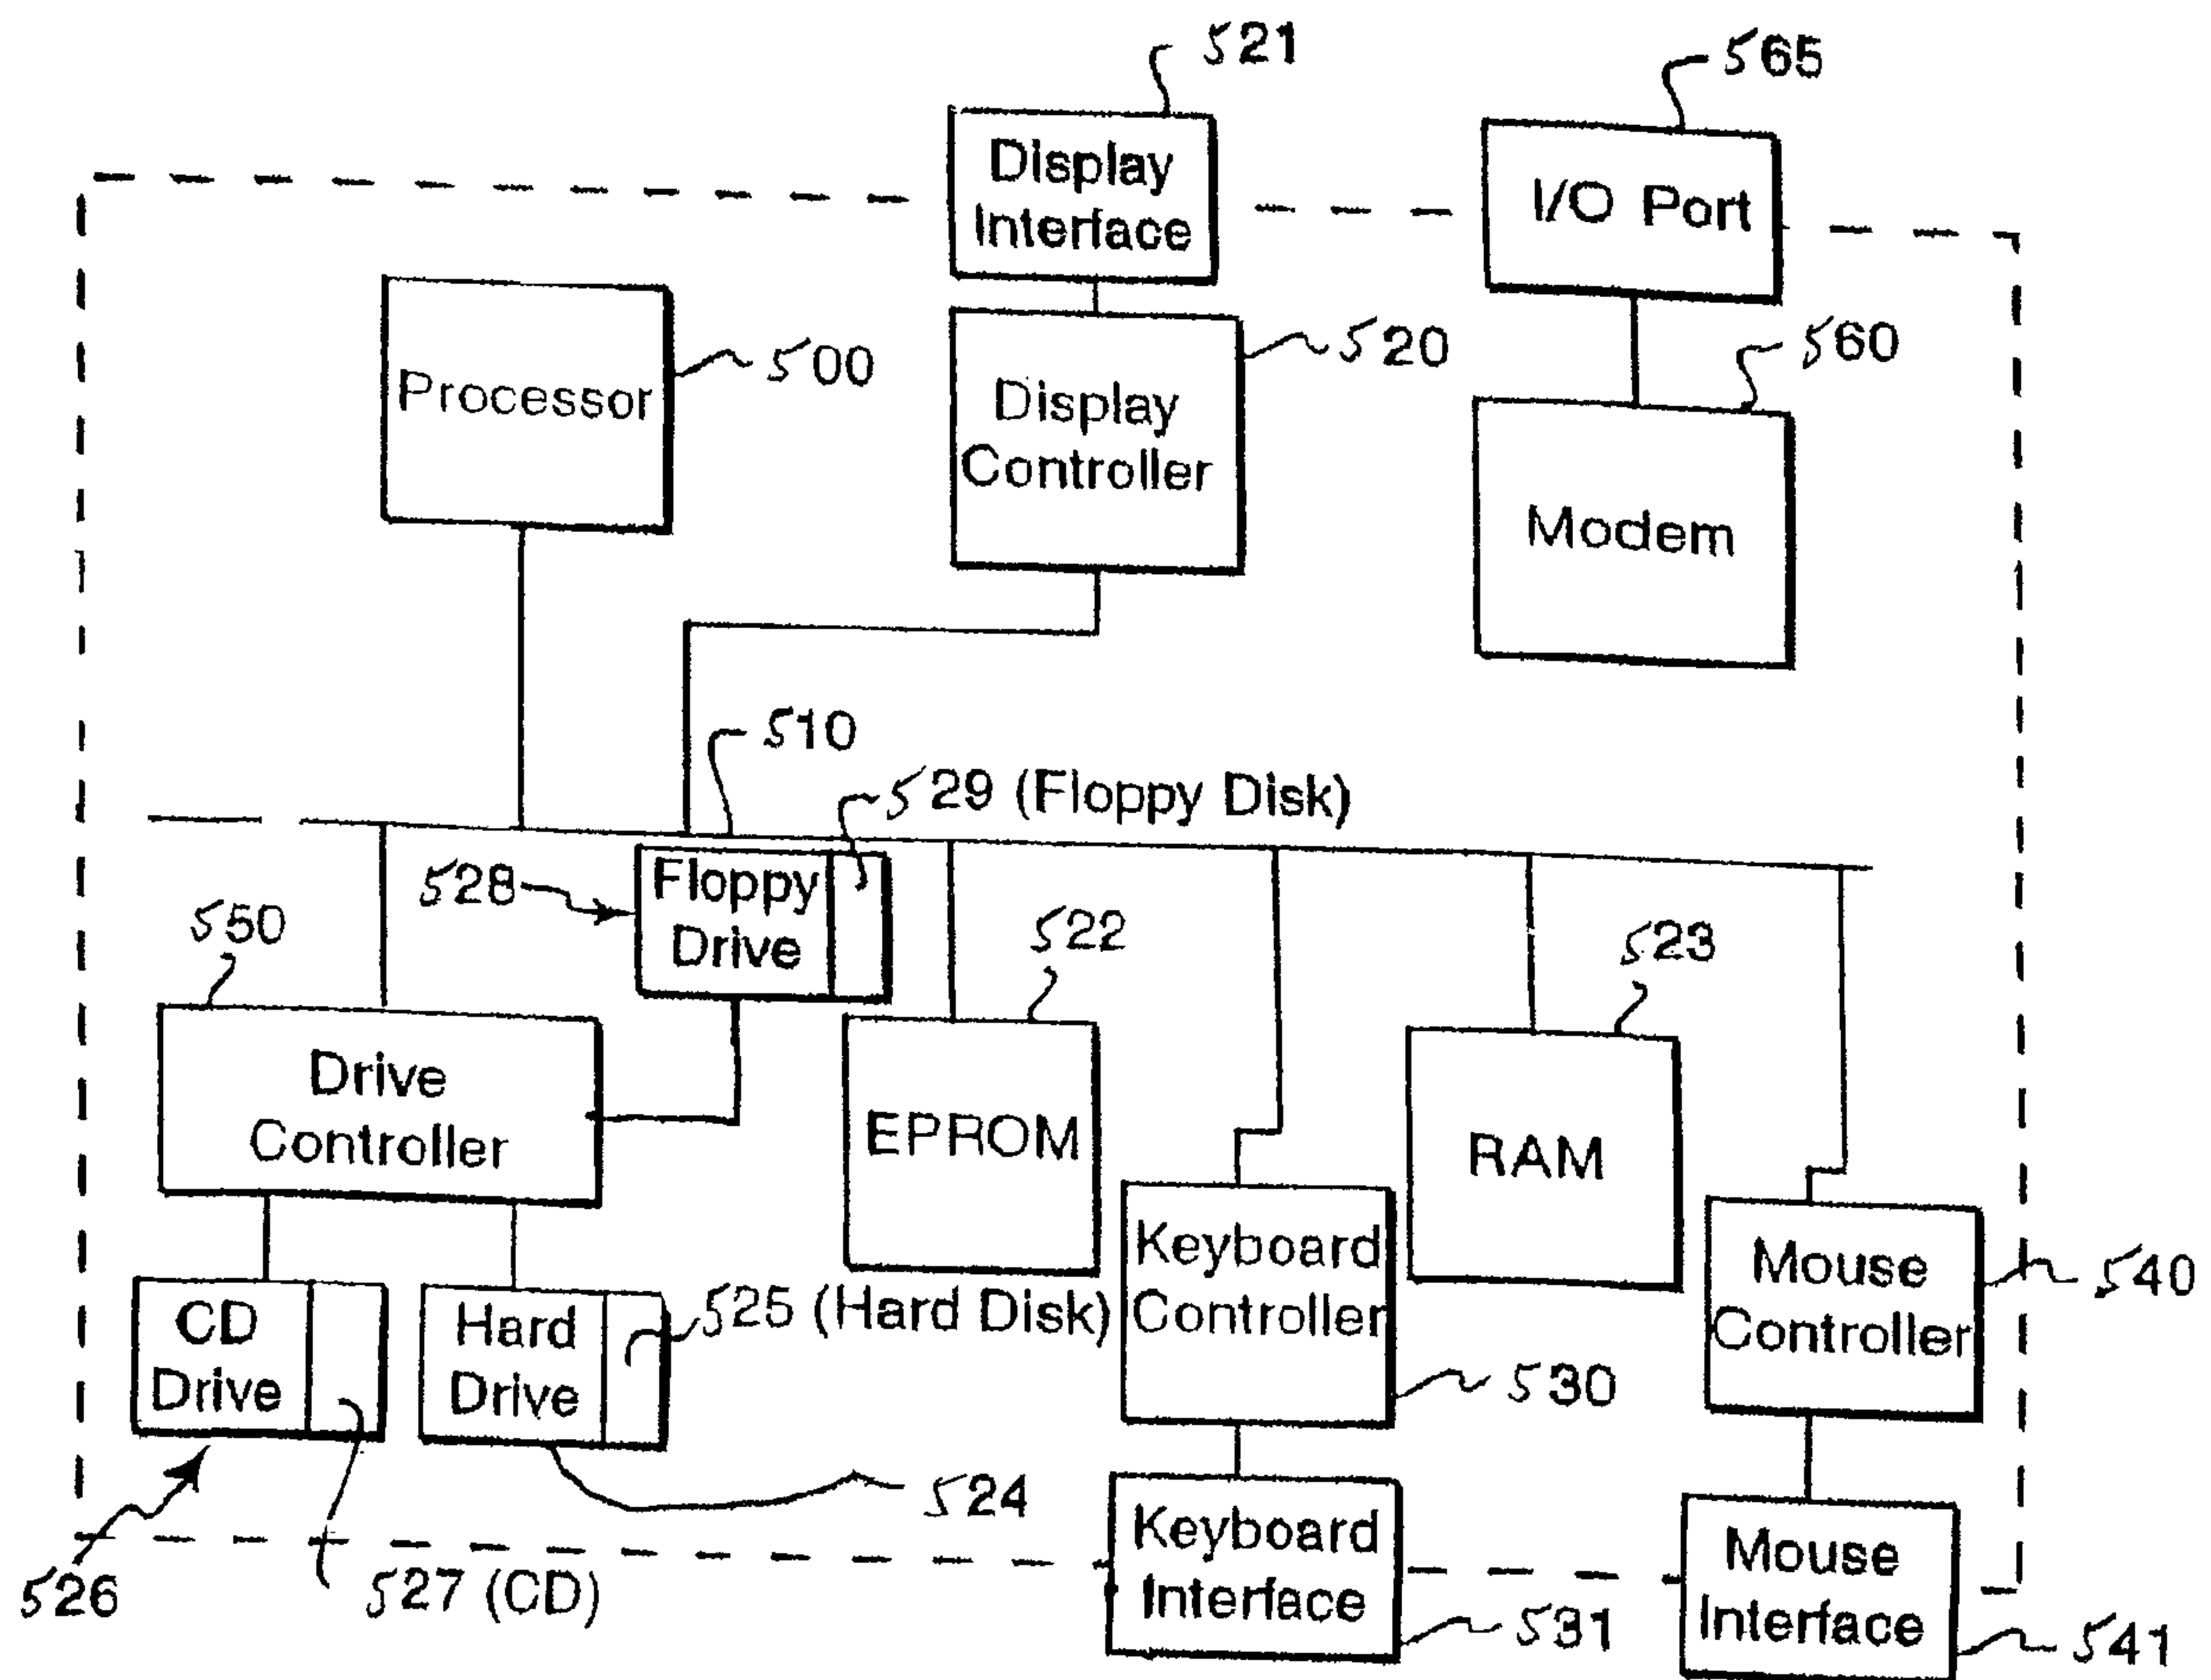 521
565
Display
Interface
I/O Port
Processor
500
520
Display
Controller
560
Modem
510
529 (Floppy Disk)
528
Floppy
Drive
550
522
523
Drive
Controller
EPROM
RAM
Keyboard
Controller
Mouse
Controller
540
CD
Drive
Hard
Drive
525 (Hard Disk)
530
524
526
527 (CD)
Keyboard
Interface
531
Mouse
Interface
541